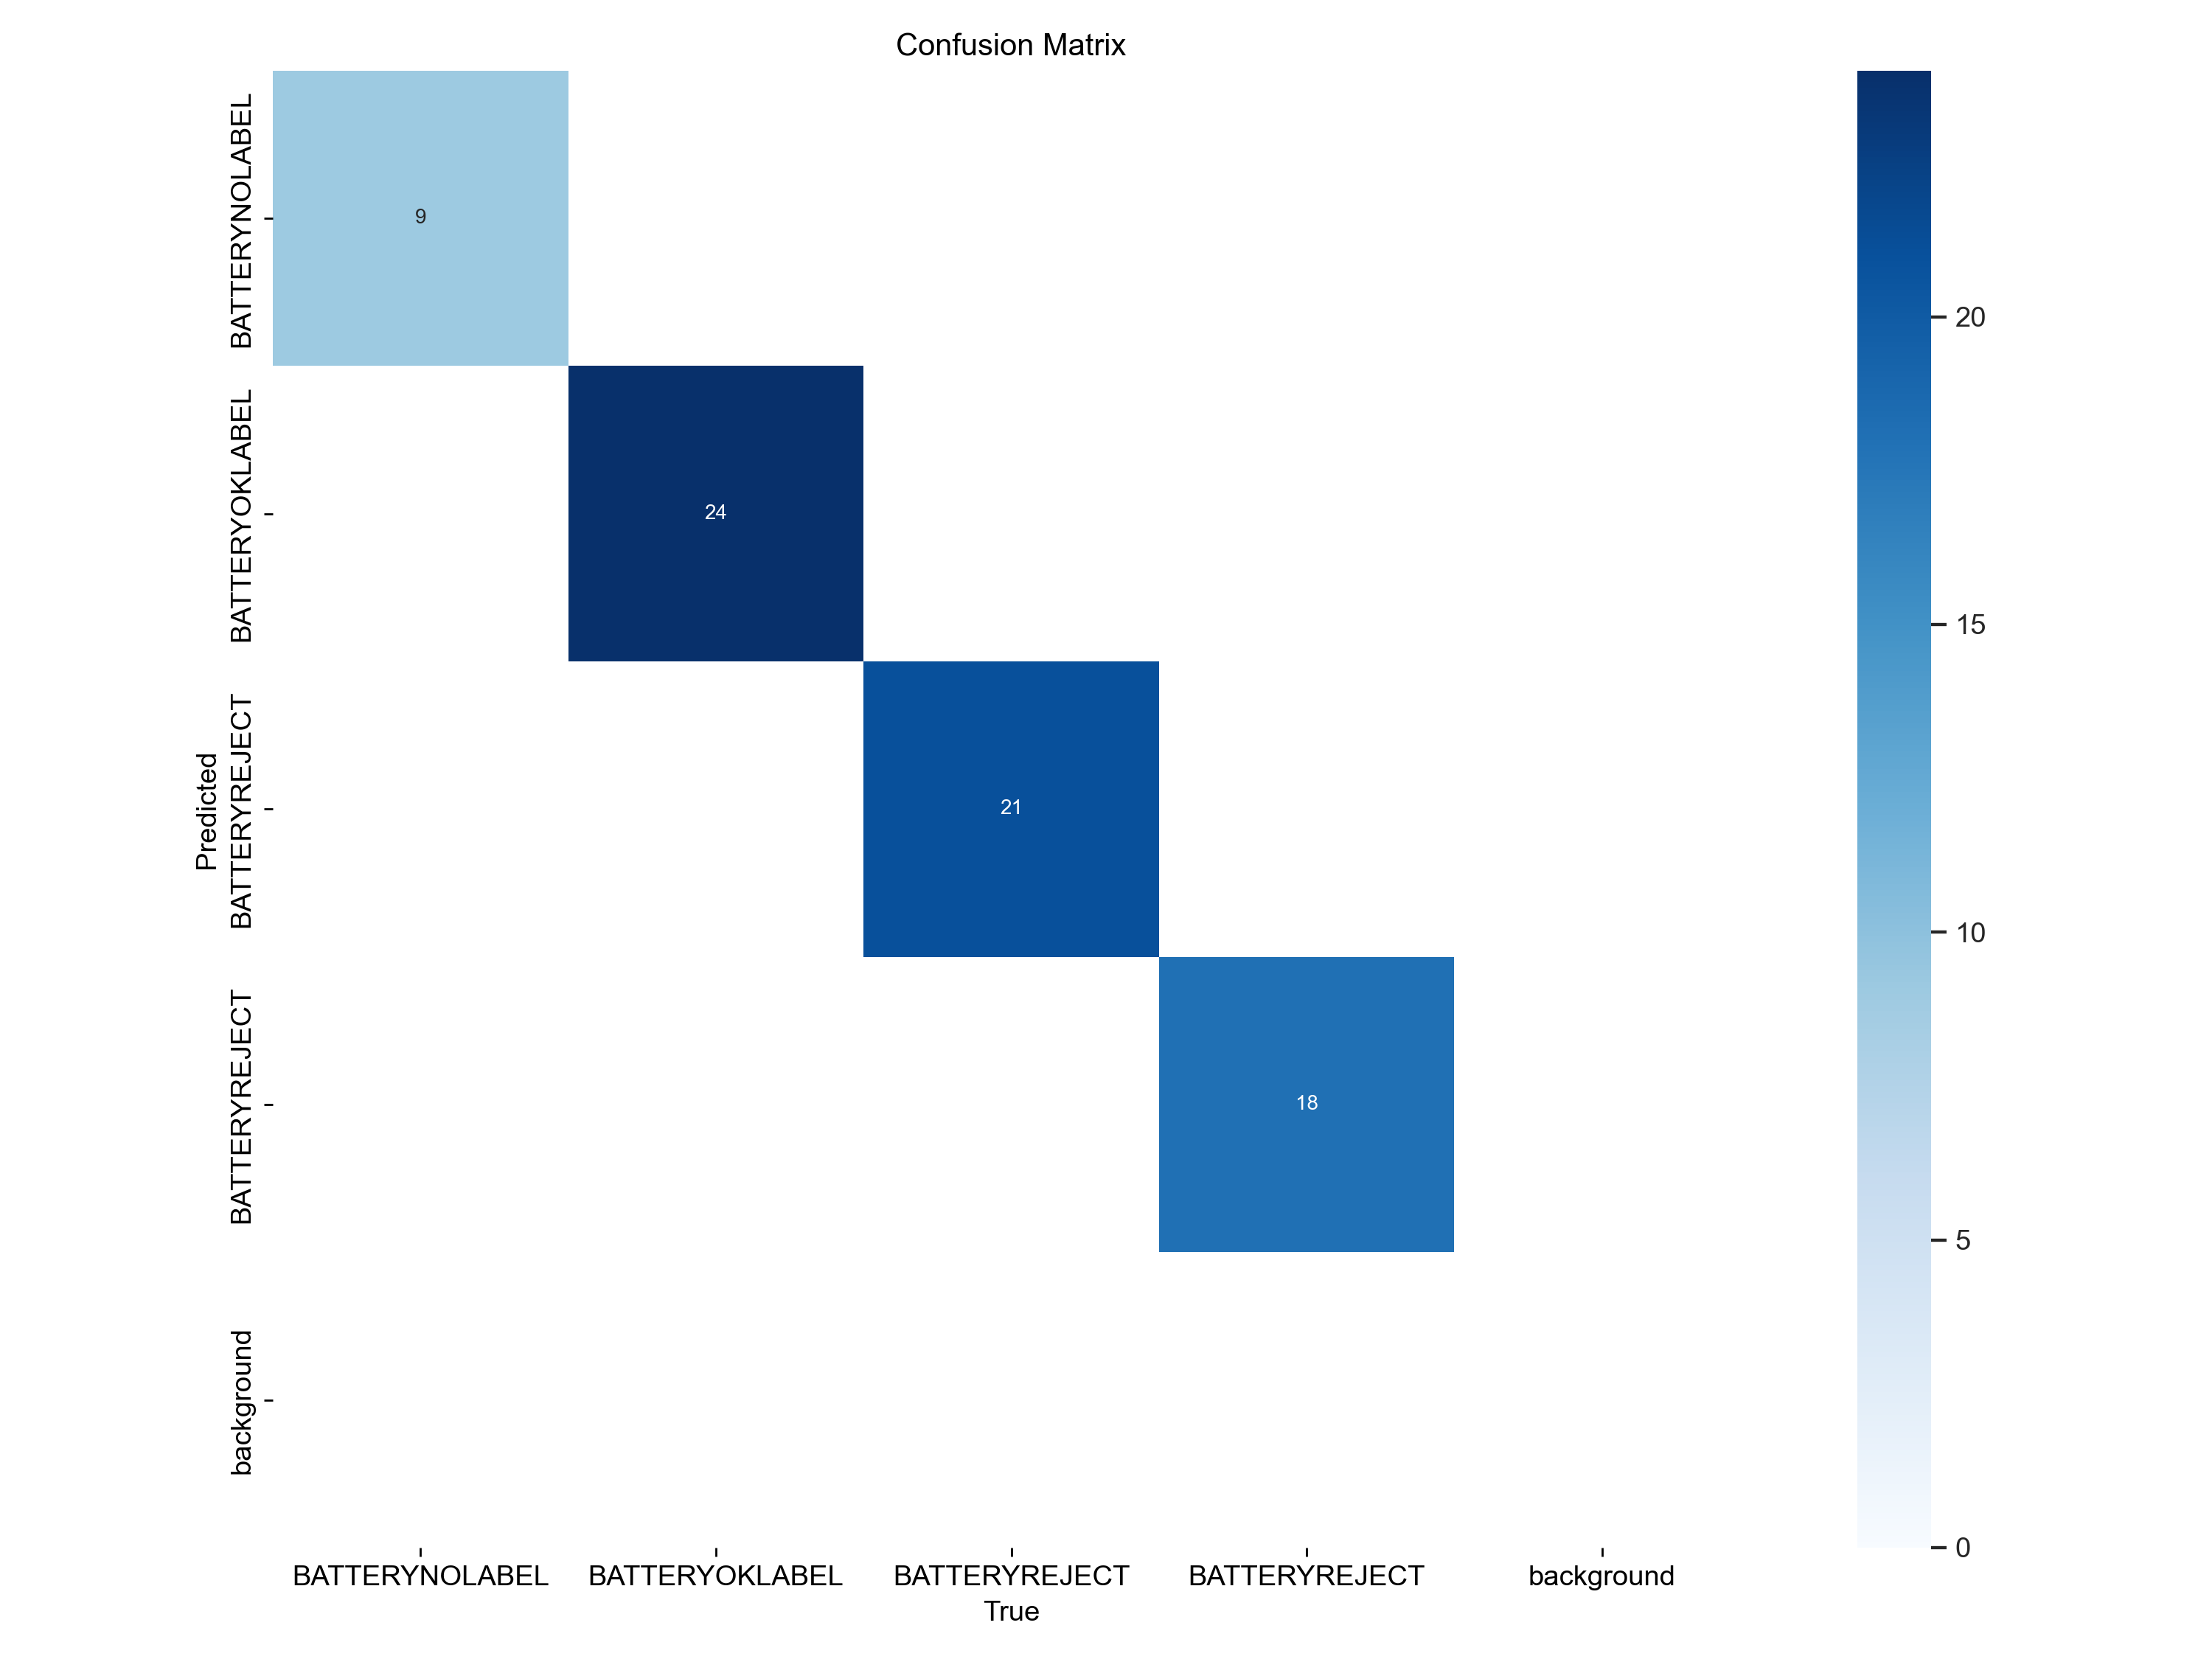 Confusion Matrix
BATTERYNOLABEL
BATTERYOKLABEL
BATTERYREJECT
BATTERYREJECT
background
Predicted
9
24
21
18
BATTERYNOLABEL BATTERYOKLABEL BATTERYREJECT BATTERYREJECT background
True
20
15
10
5
0